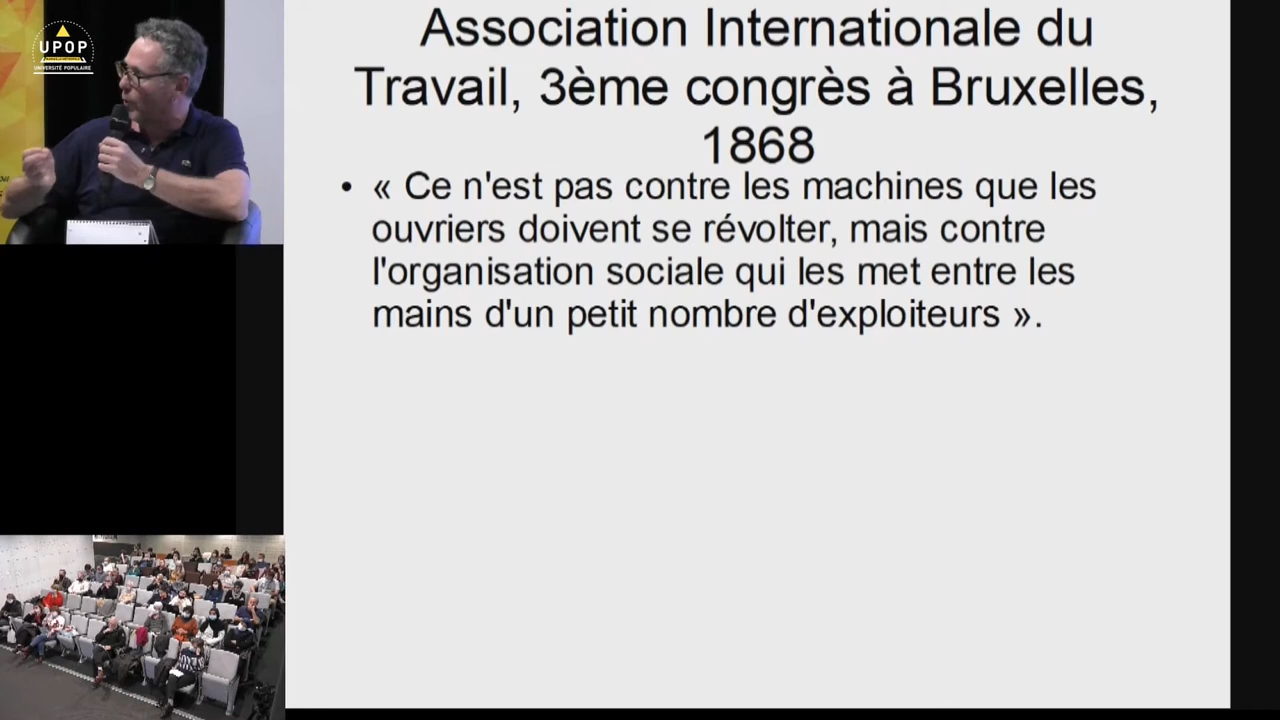 UPOP
UNIVERSITÉ POPULAIRE
Association Internationale du
Travail, 3ème congrès à Bruxelles,
1868
• « Ce n'est pas contre les machines que les
ouvriers doivent se révolter, mais contre
l'organisation sociale qui les met entre les
mains d'un petit nombre d'exploiteurs ».